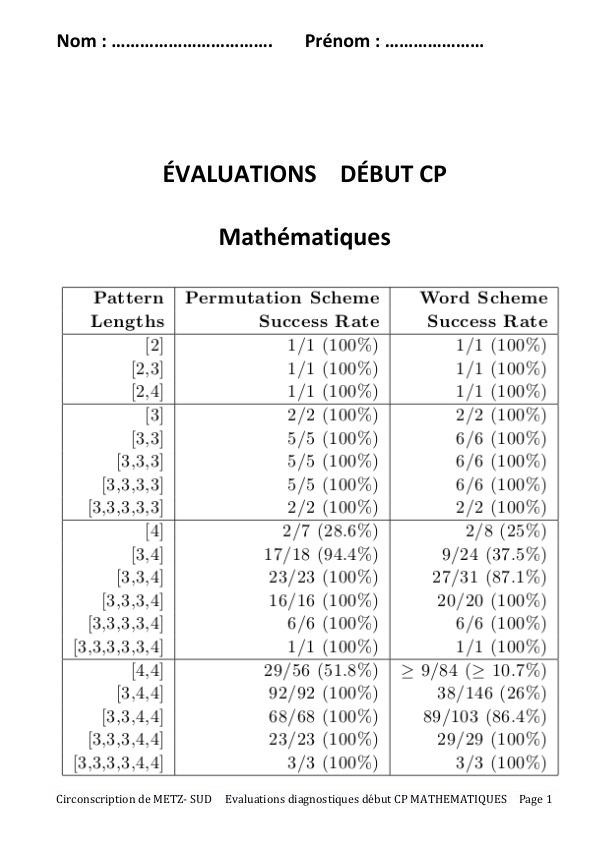 Nom : ……………………………. Prénom : …………………
ÉVALUATIONS DÉBUT CP
Mathématiques
Pattern Lengths | Permutation Scheme Success Rate | Word Scheme Success Rate
[2] 1/1 (100%) 1/1 (100%)
[2,3] 1/1 (100%) 1/1 (100%)
[2,4] 1/1 (100%) 1/1 (100%)
[3] 2/2 (100%) 2/2 (100%)
[3,3] 5/5 (100%) 6/6 (100%)
[3,3,3] 5/5 (100%) 6/6 (100%)
[3,3,3,3] 5/5 (100%) 6/6 (100%)
[3,3,3,3,3] 2/2 (100%) 2/2 (100%)
[4] 2/7 (28.6%) 2/8 (25%)
[3,4] 17/18 (94.4%) 9/24 (37.5%)
[3,3,4] 23/23 (100%) 27/31 (87.1%)
[3,3,3,4] 16/16 (100%) 20/20 (100%)
[3,3,3,3,4] 6/6 (100%) 6/6 (100%)
[3,3,3,3,3,4] 1/1 (100%) 1/1 (100%)
[4,4] 29/56 (51.8%) ≥ 9/84 (≥ 10.7%)
[3,4,4] 92/92 (100%) 38/146 (26%)
[3,3,4,4] 68/68 (100%) 89/103 (86.4%)
[3,3,3,4,4] 23/23 (100%) 29/29 (100%)
[3,3,3,3,4,4] 3/3 (100%) 3/3 (100%)
Circonscription de METZ- SUD Evaluations diagnostiques début CP MATHEMATIQUES Page 1